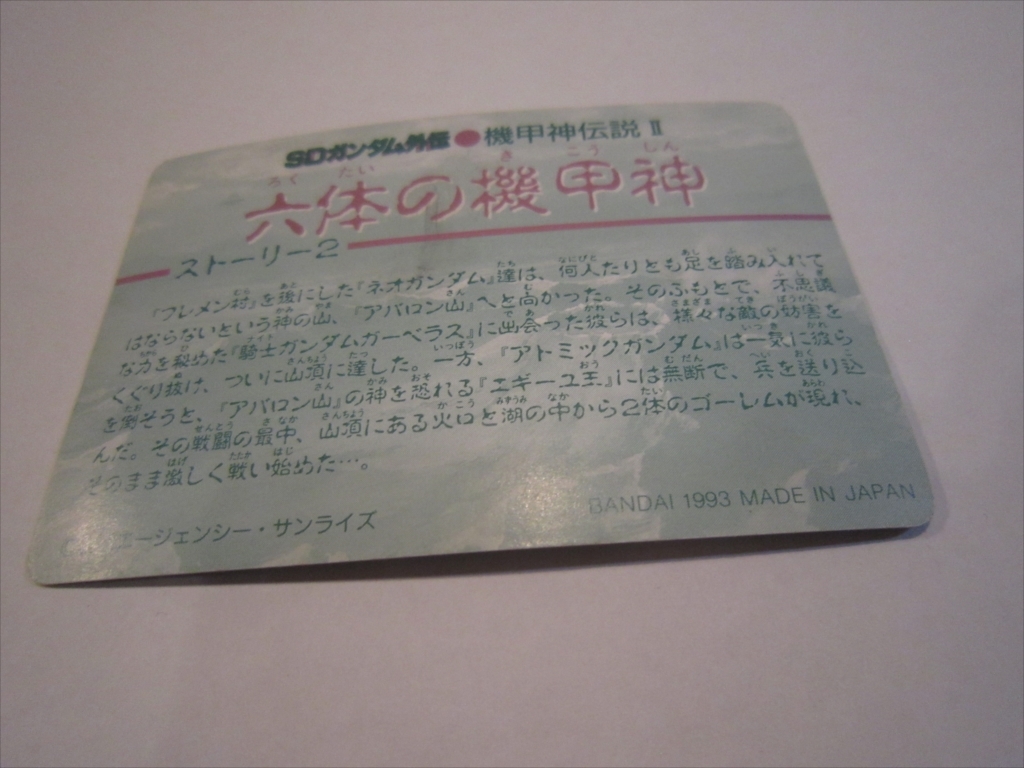 SDガンダム外伝●機甲神伝説 II
六体の機甲神
ストーリー2
『フレメン村』を後にした『ネオガンダム』達は、何人たりとも足を踏み入れて
はならないという神の山、『アバロン山』へと向かった。そのふもとで、不思議
な力を秘めた『騎士ガンダムガーベラス』に出会った彼らは、様々な敵の妨害を
くぐり抜け、ついに山頂に達した。一方、『アトミックガンダム』は一気に彼ら
を倒そうと、『アバロン山』の神を恐れる『エギーユ王』には無断で、兵を送り込
んだ。その戦闘の最中、山頂にある火口と湖の中から2体のゴーレムが現れ、
そのまま激しく戦い始めた…。
エージェンシー・サンライズ
BANDAI 1993 MADE IN JAPAN